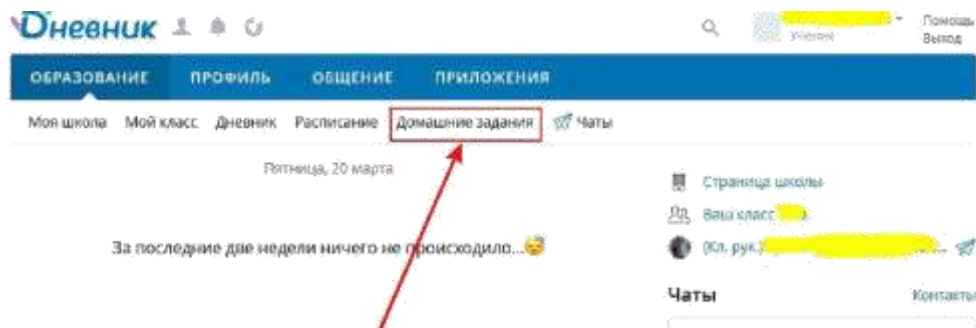 Дневник
Помощь
Ученик
Выход
ОБРАЗОВАНИЕ ПРОФИЛЬ ОБЩЕНИЕ ПРИЛОЖЕНИЯ
Моя школа Мой класс Дневник Расписание Домашние задания Чаты
Пятница, 20 марта
Страница школы
Ваш класс
За последние две недели ничего не происходило...
(Кл. рук.)
Чаты
Контакты